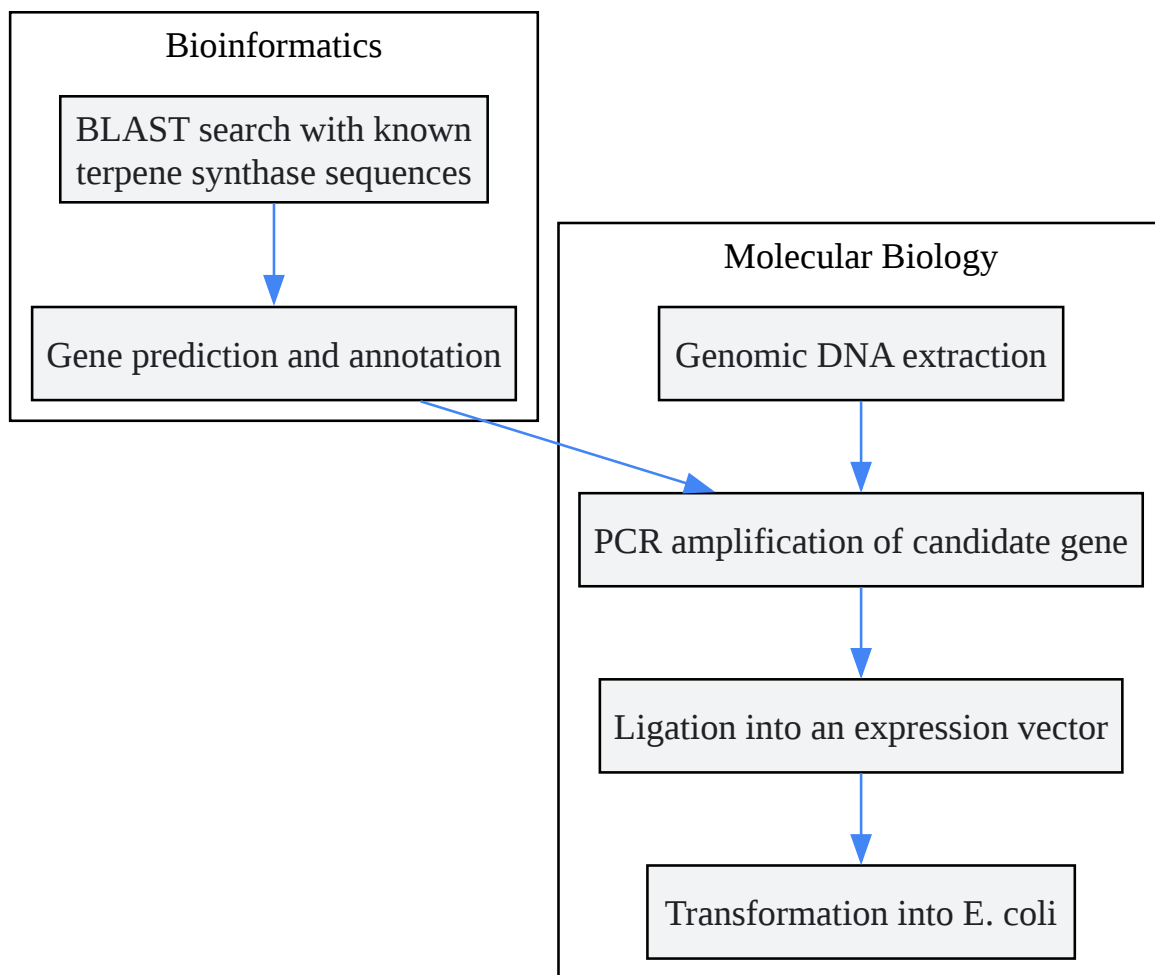 Bioinformatics
BLAST search with known
terpene synthase sequences
Gene prediction and annotation
Molecular Biology
Genomic DNA extraction
PCR amplification of candidate gene
Ligation into an expression vector
Transformation into E. coli